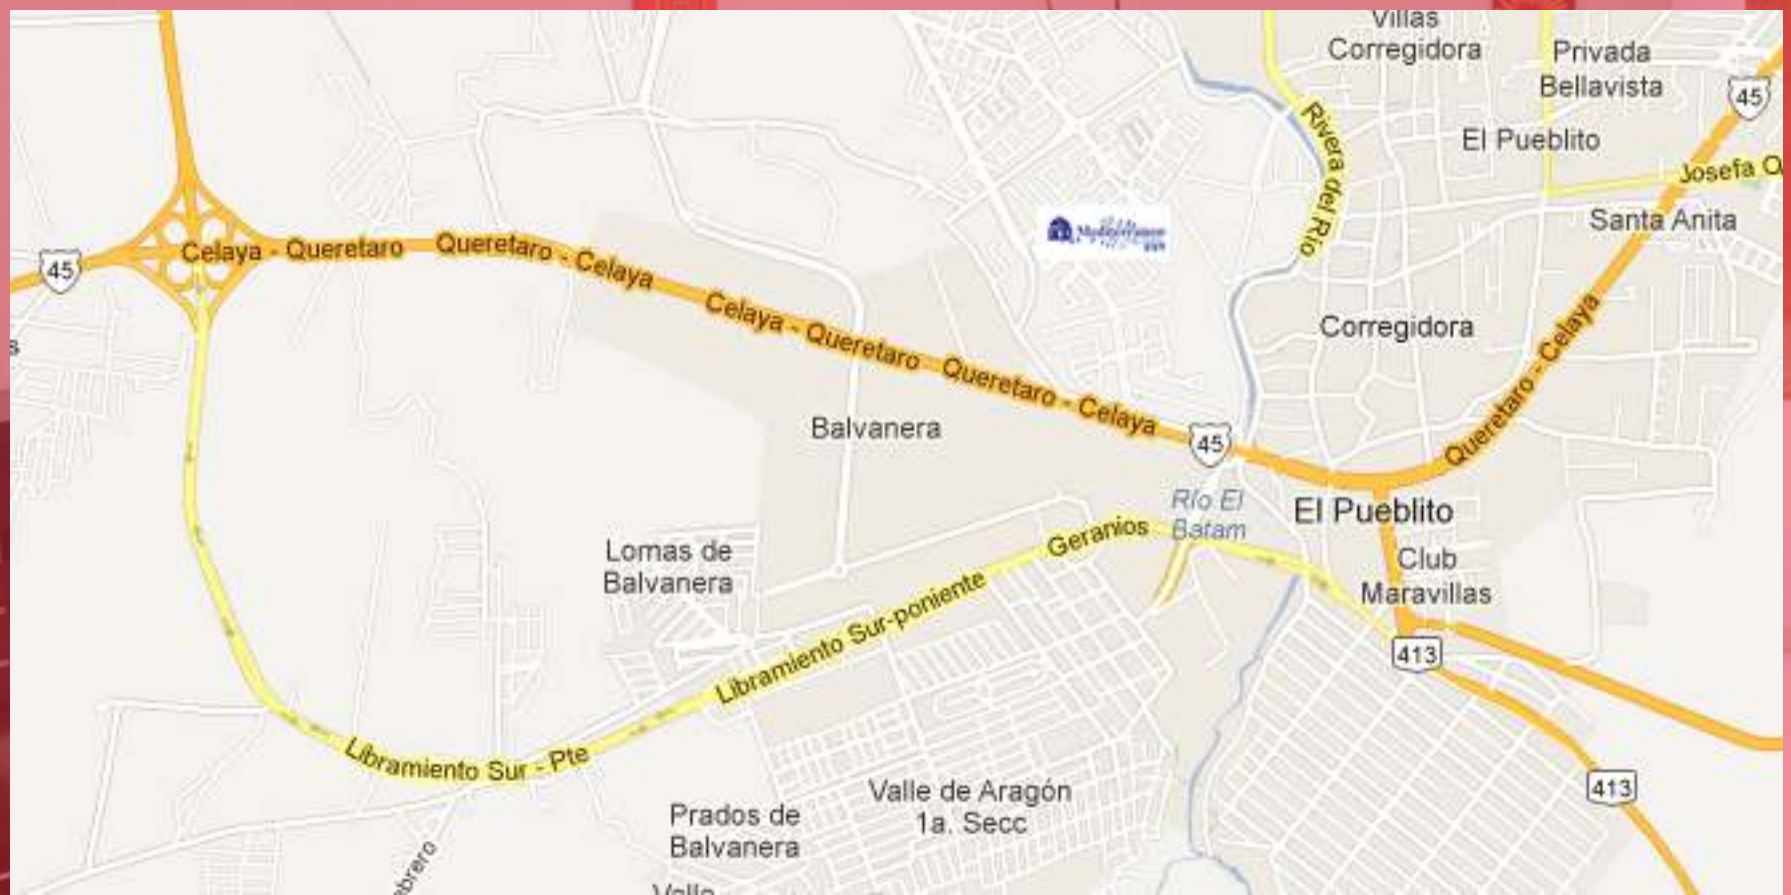 Villas
Corregidora
Privada
Bellavista
45
El Pueblito
Rivera del Río
Josefa O
Santa Anita
45
Celaya - Queretaro
Queretaro - Celaya
Celaya - Queretaro
Queretaro - Celaya
Corregidora
Queretaro - Celaya
Balvanera
45
Río El
Batam
El Pueblito
Geranios
Club
Maravillas
Lomas de
Balvanera
Libramiento Sur-poniente
413
Libramiento Sur - Pte
Valle de Aragón
1a. Secc
413
Prados de
Balvanera
ebrero
Valle